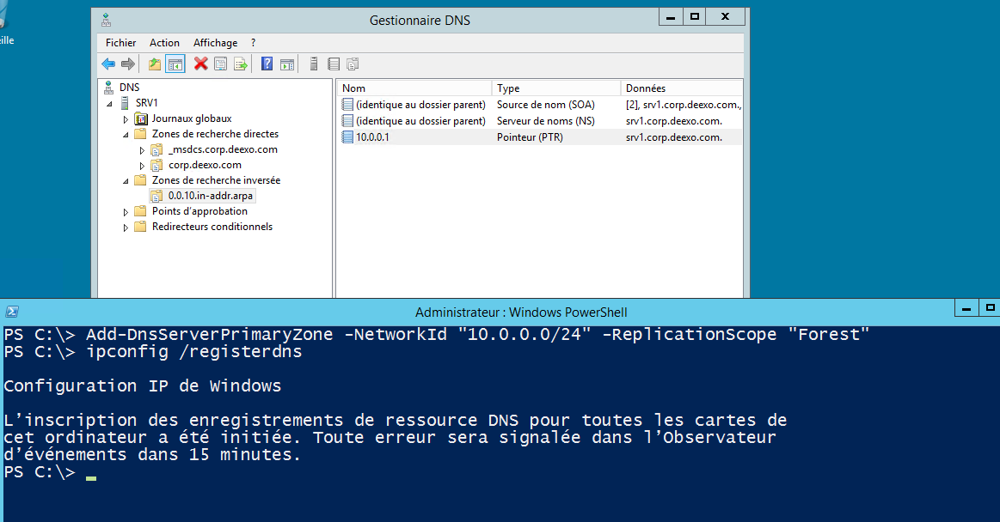 eille
Gestionnaire DNS
Fichier Action Affichage ?
DNS
SRV1
Journaux globaux
Zones de recherche directes
_msdcs.corp.deexo.com
corp.deexo.com
Zones de recherche inversée
0.0.10.in-addr.arpa
Points d'approbation
Redirecteurs conditionnels
Nom Type Données
(identique au dossier parent) Source de nom (SOA) [2], srv1.corp.deexo.com.,
(identique au dossier parent) Serveur de noms (NS) srv1.corp.deexo.com.
10.0.0.1 Pointeur (PTR) srv1.corp.deexo.com.
Administrateur : Windows PowerShell
PS C:\> Add-DnsServerPrimaryZone -NetworkId "10.0.0.0/24" -ReplicationScope "Forest"
PS C:\> ipconfig /registerdns
Configuration IP de Windows
L'inscription des enregistrements de ressource DNS pour toutes les cartes de
cet ordinateur a été initiée. Toute erreur sera signalée dans l'Observateur
d'événements dans 15 minutes.
PS C:\> _